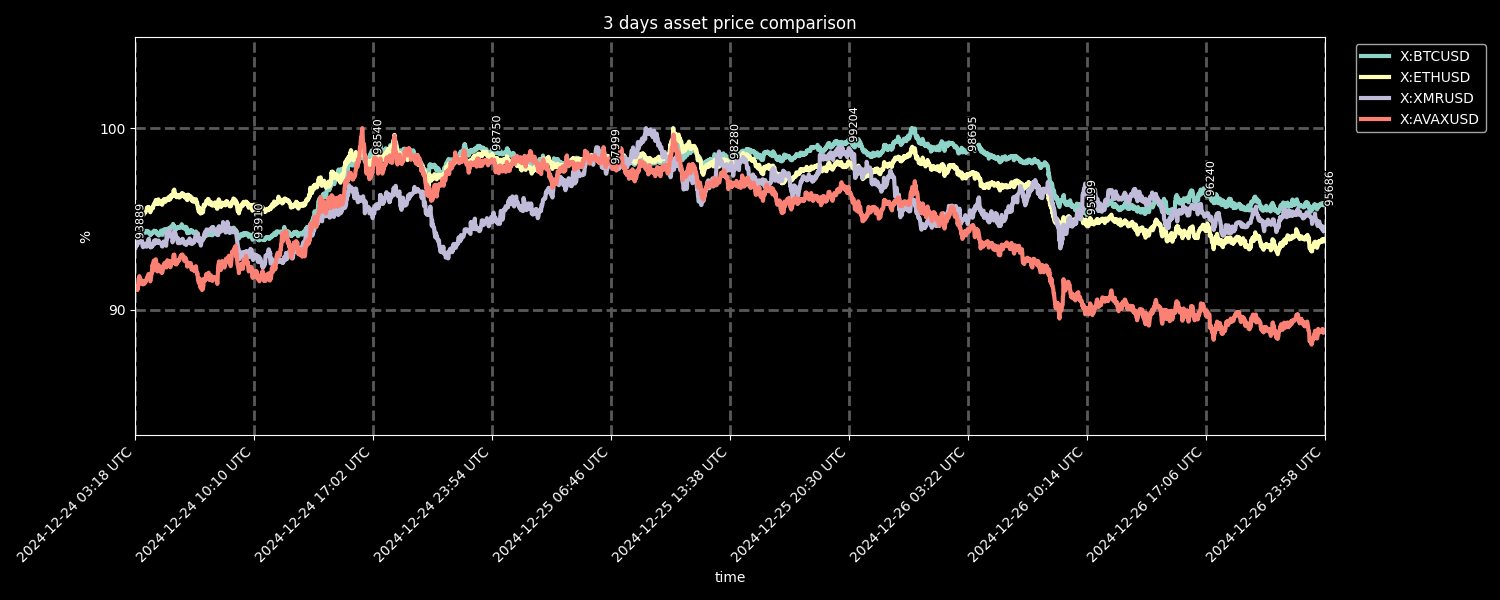 3 days asset price comparison
X:BTCUSD
X:ETHUSD
X:XMRUSD
X:AVAXUSD
%
100
90
93889
93910
98540
98750
97999
98280
99204
98695
95199
96240
95686
2024-12-24 03:18 UTC
2024-12-24 10:10 UTC
2024-12-24 17:02 UTC
2024-12-24 23:54 UTC
2024-12-25 06:46 UTC
2024-12-25 13:38 UTC
2024-12-25 20:30 UTC
2024-12-26 03:22 UTC
2024-12-26 10:14 UTC
2024-12-26 17:06 UTC
2024-12-26 23:58 UTC
time